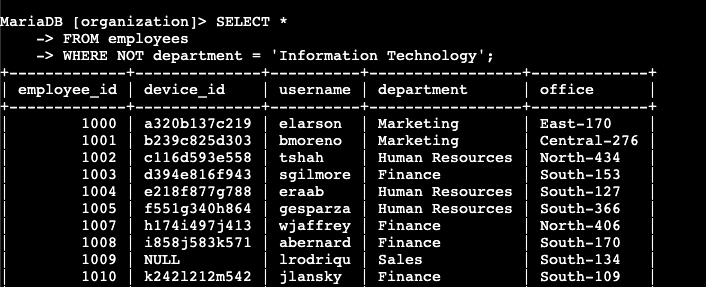 MariaDB [organization]> SELECT *
    -> FROM employees
    -> WHERE NOT department = 'Information Technology';
+-------------+--------------+----------+-----------------+-------------+
| employee_id | device_id    | username | department      | office      |
+-------------+--------------+----------+-----------------+-------------+
|        1000 | a320b137c219 | elarson  | Marketing       | East-170    |
|        1001 | b239c825d303 | bmoreno  | Marketing       | Central-276 |
|        1002 | c116d593e558 | tshah    | Human Resources | North-434   |
|        1003 | d394e816f943 | sgilmore | Finance         | South-153   |
|        1004 | e218f877g788 | eraab    | Human Resources | South-127   |
|        1005 | f551g340h864 | gesparza | Human Resources | South-366   |
|        1007 | h174i497j413 | wjaffrey | Finance         | North-406   |
|        1008 | i858j583k571 | abernard | Finance         | South-170   |
|        1009 | NULL         | lrodriqu | Sales           | South-134   |
|        1010 | k242l212m542 | jlansky  | Finance         | South-109   |